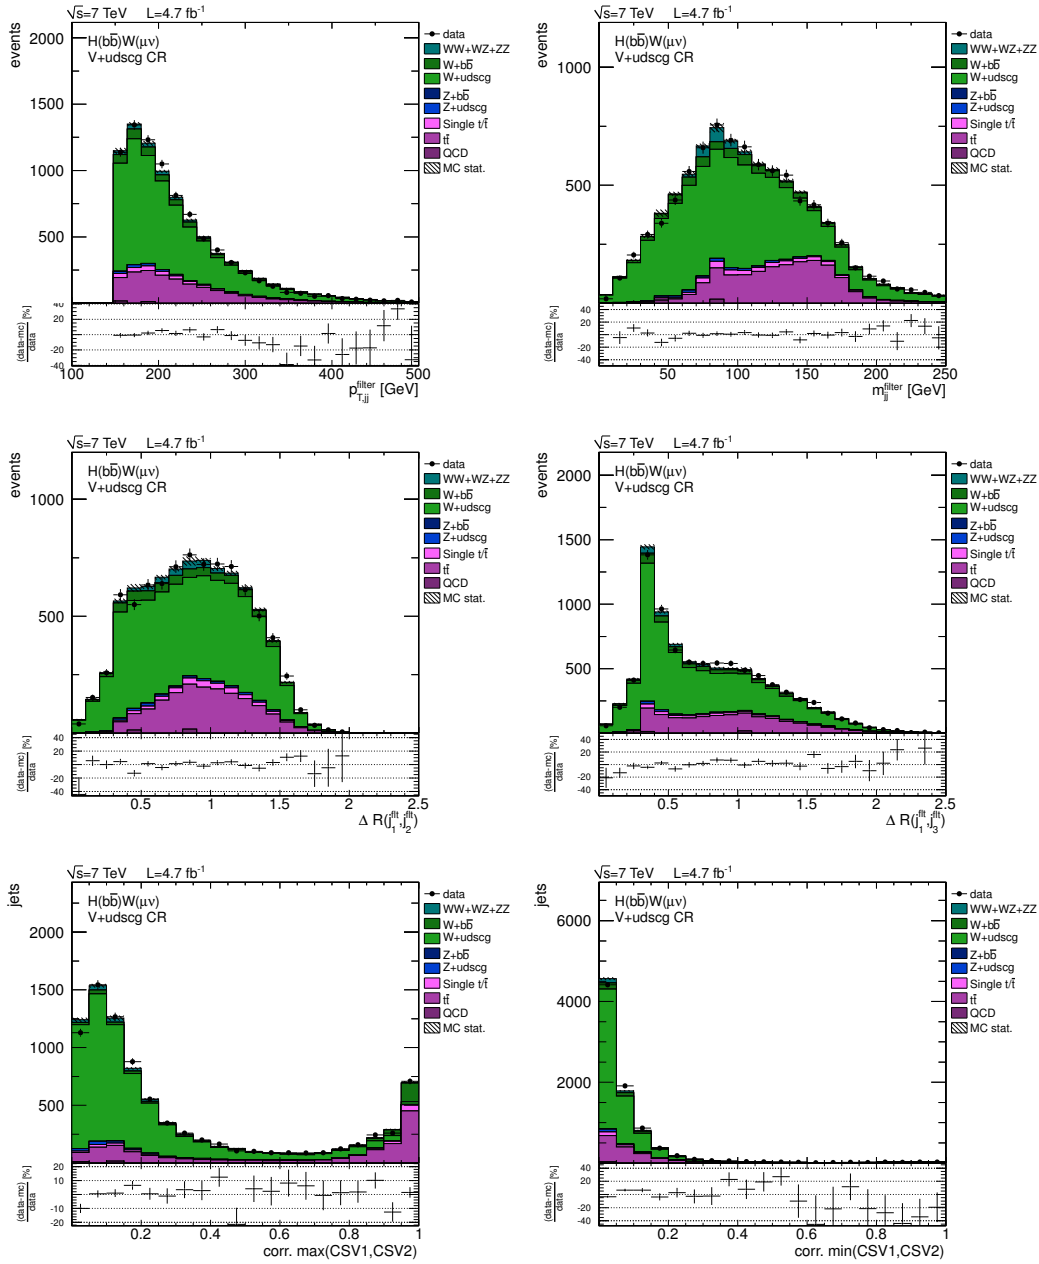 √s=7 TeV L=4.7 fb⁻¹
events
2000
1500
1000
500
H(bb̅)W(μν)
V+udscg CR
data
WW+WZ+ZZ
W+bb̅
W+udscg
Z+bb̅
Z+udscg
Single t/t̅
tt̅
QCD
MC stat.
(data-mc)/data [%]
40
20
0
-20
-40
100 200 300 400 500
p_{T,jj}^{filter} [GeV]
√s=7 TeV L=4.7 fb⁻¹
events
1000
500
H(bb̅)W(μν)
V+udscg CR
data
WW+WZ+ZZ
W+bb̅
W+udscg
Z+bb̅
Z+udscg
Single t/t̅
tt̅
QCD
MC stat.
(data-mc)/data [%]
40
20
0
-20
-40
50 100 150 200 250
m_{jj}^{filter} [GeV]
√s=7 TeV L=4.7 fb⁻¹
events
1000
500
H(bb̅)W(μν)
V+udscg CR
data
WW+WZ+ZZ
W+bb̅
W+udscg
Z+bb̅
Z+udscg
Single t/t̅
tt̅
QCD
MC stat.
(data-mc)/data [%]
40
20
0
-20
-40
0.5 1 1.5 2 2.5
Δ R(j_1^{flt},j_2^{flt})
√s=7 TeV L=4.7 fb⁻¹
events
2000
1500
1000
500
H(bb̅)W(μν)
V+udscg CR
data
WW+WZ+ZZ
W+bb̅
W+udscg
Z+bb̅
Z+udscg
Single t/t̅
tt̅
QCD
MC stat.
(data-mc)/data [%]
40
20
0
-20
-40
0.5 1 1.5 2 2.5
Δ R(j_1^{flt},j_3^{flt})
√s=7 TeV L=4.7 fb⁻¹
jets
2000
1500
1000
500
H(bb̅)W(μν)
V+udscg CR
data
WW+WZ+ZZ
W+bb̅
W+udscg
Z+bb̅
Z+udscg
Single t/t̅
tt̅
QCD
MC stat.
(data-mc)/data [%]
20
10
0
-10
-20
0.2 0.4 0.6 0.8 1
corr. max(CSV1,CSV2)
√s=7 TeV L=4.7 fb⁻¹
jets
6000
4000
2000
H(bb̅)W(μν)
V+udscg CR
data
WW+WZ+ZZ
W+bb̅
W+udscg
Z+bb̅
Z+udscg
Single t/t̅
tt̅
QCD
MC stat.
(data-mc)/data [%]
40
20
0
-20
-40
0.2 0.4 0.6 0.8 1
corr. min(CSV1,CSV2)